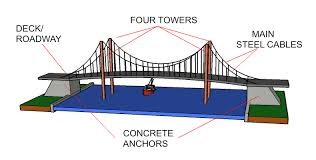 FOUR TOWERS
DECK/
ROADWAY
MAIN
STEEL CABLES
CONCRETE
ANCHORS